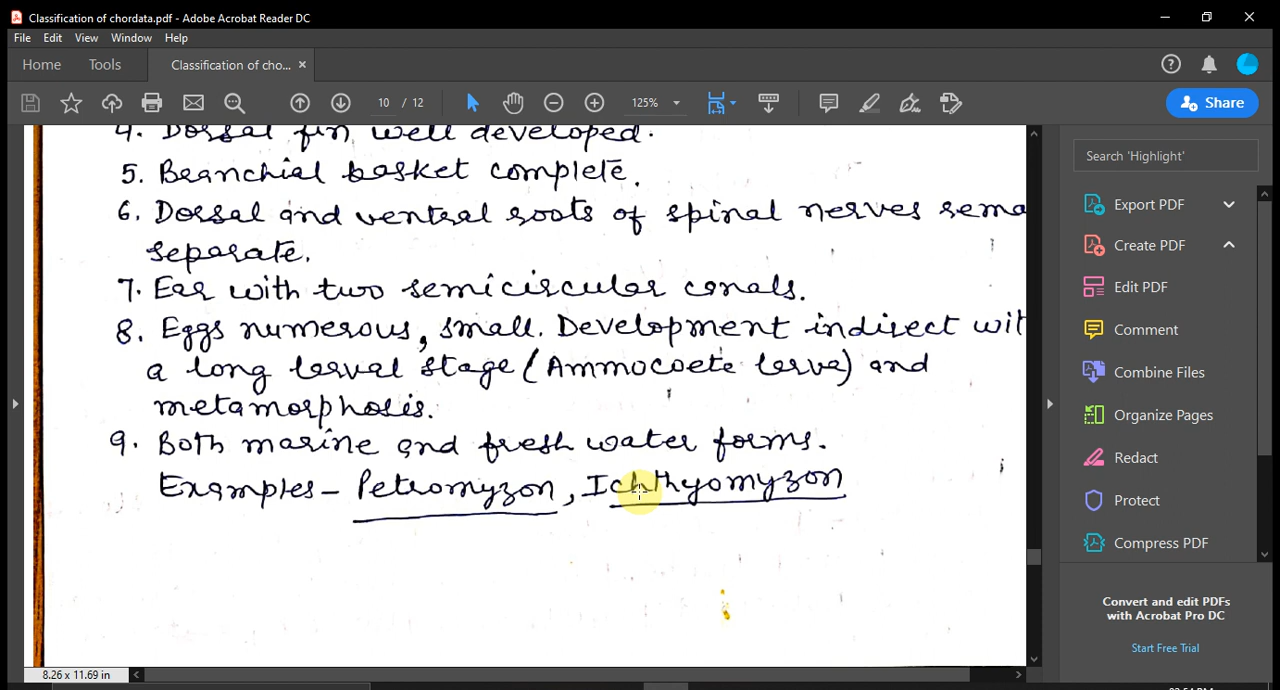 Classification of chordata.pdf - Adobe Acrobat Reader DC
File Edit View Window Help
Home Tools Classification of cho... ×
10 / 12 125% Share
4. Dorsal fin well developed.
5. Branchial basket complete.
6. Dorsal and ventral roots of spinal nerves rema
separate.
7. Ear with two semicircular canals.
8. Eggs numerous, small. Development indirect wit
a long larval stage (Ammocoete larva) and
metamorphosis.
9. Both marine and fresh water forms.
Examples – Petromyzon, Ichthyomyzon
8.26 x 11.69 in
Search 'Highlight'
Export PDF
Create PDF
Edit PDF
Comment
Combine Files
Organize Pages
Redact
Protect
Compress PDF
Convert and edit PDFs
with Acrobat Pro DC
Start Free Trial